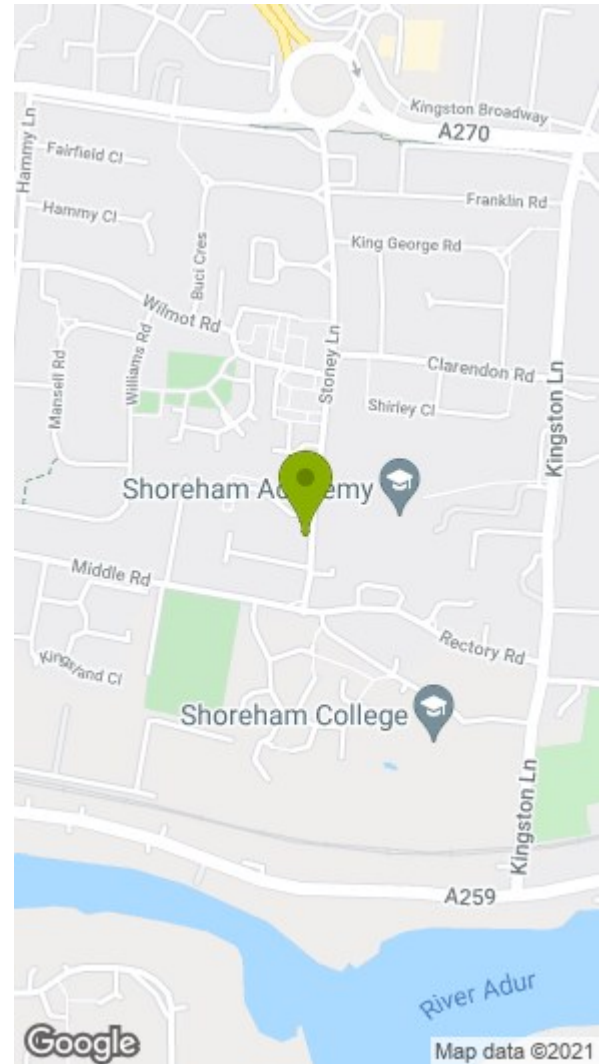 Kingston Broadway
A270
Hammy Ln
Fairfield Cl
Franklin Rd
Hammy Cl
King George Rd
Buci Cres
Wilmot Rd
Stoney Ln
Clarendon Rd
Mansell Rd
Williams Rd
Shirley Cl
Kingston Ln
Shoreham Academy
Middle Rd
Rectory Rd
Shoreham College
Kingston Ln
A259
River Adur
Google
Map data ©2021